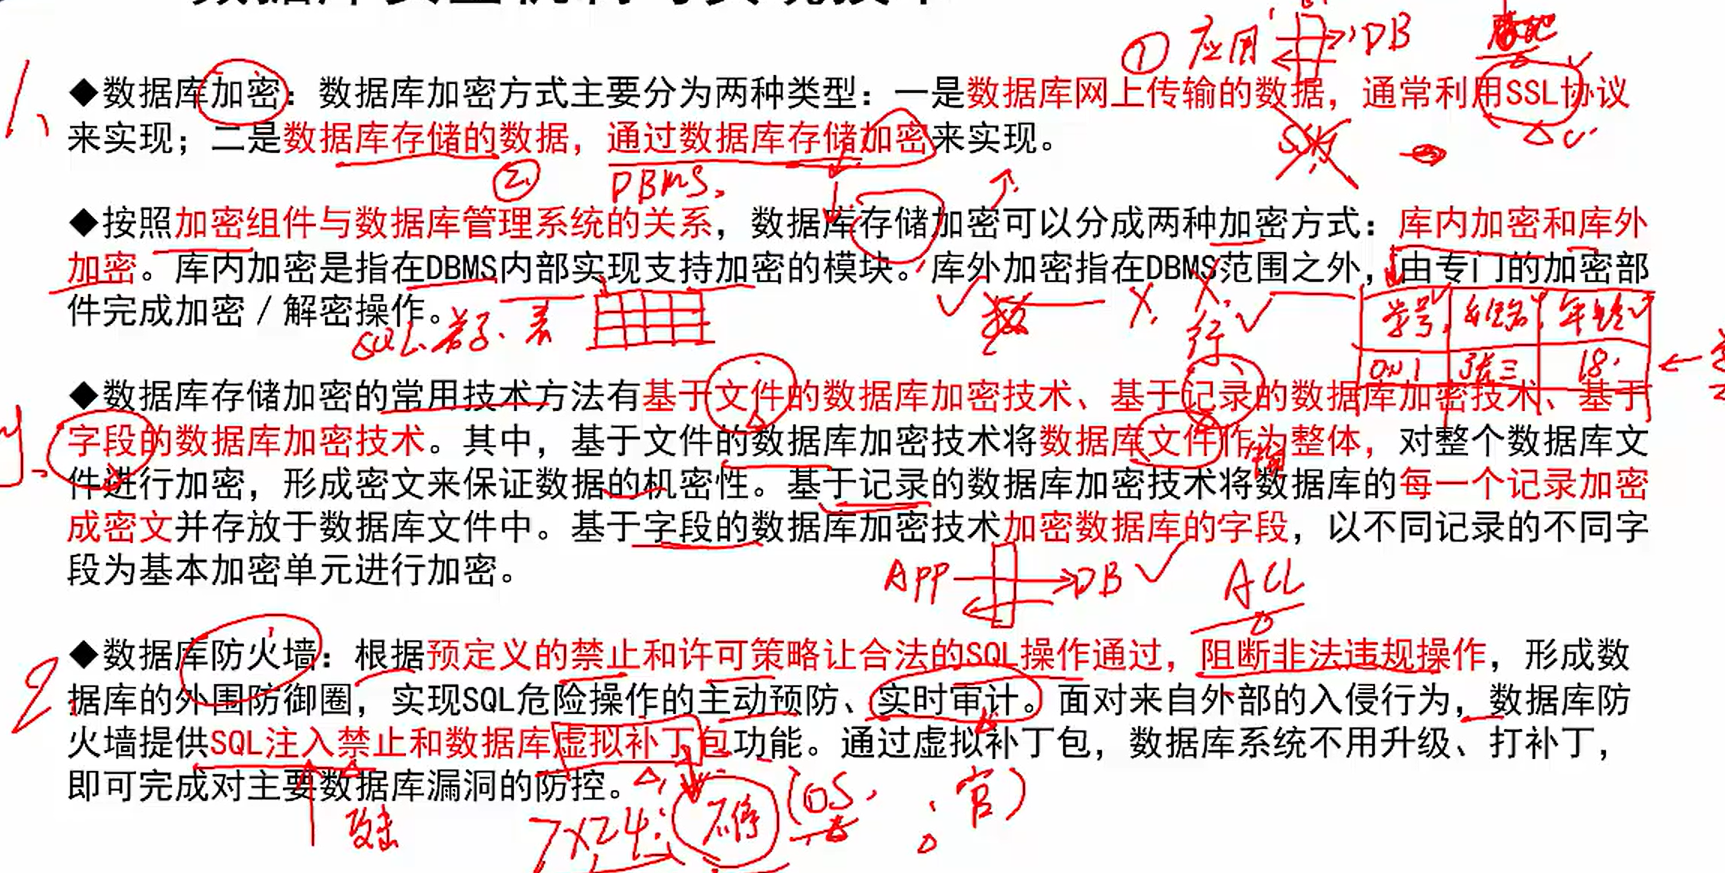 ◆数据库加密：数据库加密方式主要分为两种类型：一是数据库网上传输的数据，通常利用SSL协议
来实现；二是数据库存储的数据，通过数据库存储加密来实现。
◆按照加密组件与数据库管理系统的关系，数据库存储加密可以分成两种加密方式：库内加密和库外
加密。库内加密是指在DBMS内部实现支持加密的模块。库外加密指在DBMS范围之外，由专门的加密部
件完成加密／解密操作。
◆数据库存储加密的常用技术方法有基于文件的数据库加密技术、基于记录的数据库加密技术、基于
字段的数据库加密技术。其中，基于文件的数据库加密技术将数据库文件作为整体，对整个数据库文
件进行加密，形成密文来保证数据的机密性。基于记录的数据库加密技术将数据库的每一个记录加密
成密文并存放于数据库文件中。基于字段的数据库加密技术加密数据库的字段，以不同记录的不同字
段为基本加密单元进行加密。
◆数据库防火墙：根据预定义的禁止和许可策略让合法的SQL操作通过，阻断非法违规操作，形成数
据库的外围防御圈，实现SQL危险操作的主动预防、实时审计。面对来自外部的入侵行为，数据库防
火墙提供SQL注入禁止和数据库虚拟补丁包功能。通过虚拟补丁包，数据库系统不用升级、打补丁，
即可完成对主要数据库漏洞的防控。
① 应用 DB
② DBMS
行
学号 姓名 年龄
001 张三 18
APP DB ACL
攻击 7×24 不停 (OS, 官)